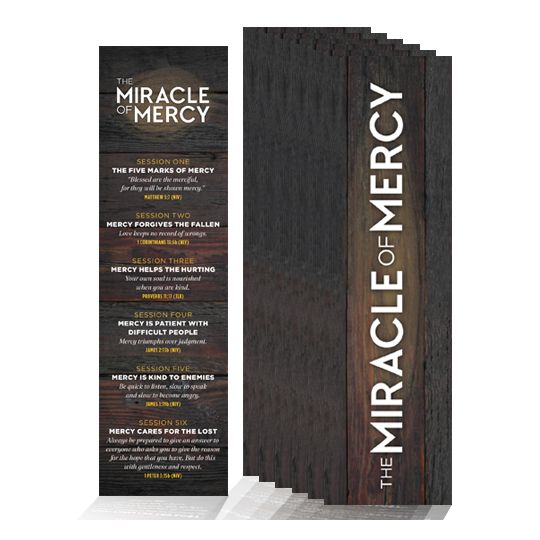 THE
MIRACLE
OF MERCY
SESSION ONE
THE FIVE MARKS OF MERCY
"Blessed are the merciful,
for they will be shown mercy."
MATTHEW 5:7 (NIV)
SESSION TWO
MERCY FORGIVES THE FALLEN
Love keeps no record of wrongs.
1 CORINTHIANS 13:5b (NIV)
SESSION THREE
MERCY HELPS THE HURTING
Your own soul is nourished
when you are kind.
PROVERBS 11:17 (TLB)
SESSION FOUR
MERCY IS PATIENT WITH
DIFFICULT PEOPLE
Mercy triumphs over judgment.
JAMES 2:13b (NIV)
SESSION FIVE
MERCY IS KIND TO ENEMIES
Be quick to listen, slow to speak
and slow to become angry.
JAMES 1:19b (NIV)
SESSION SIX
MERCY CARES FOR THE LOST
Always be prepared to give an answer to
everyone who asks you to give the reason
for the hope that you have. But do this
with gentleness and respect.
1 PETER 3:15b (NIV)
THE MIRACLE OF MERCY